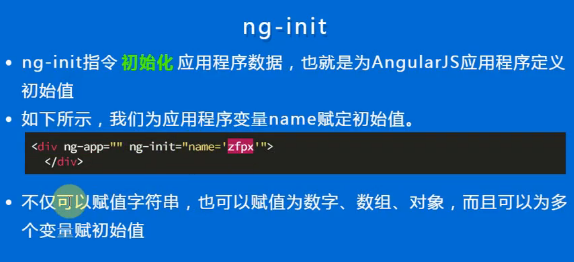 ng-init
• ng-init指令 初始化 应用程序数据，也就是为AngularJS应用程序定义
初始值
• 如下所示，我们为应用程序变量name赋定初始值。
<div ng-app="" ng-init="name='zfpx'">
</div>
• 不仅可以赋值字符串，也可以赋值为数字、数组、对象，而且可以为多
个变量赋初始值